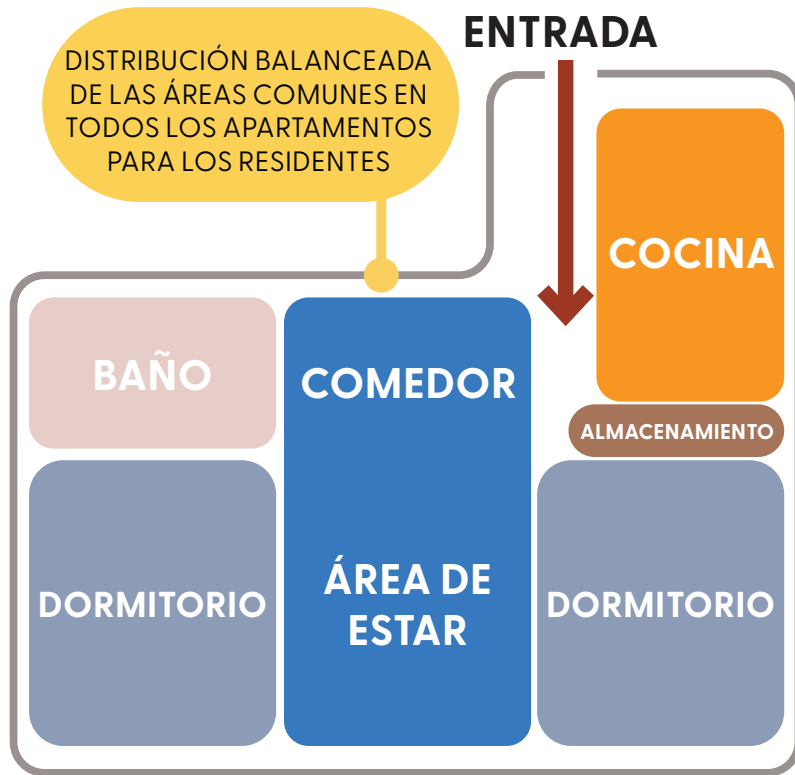 ENTRADA
DISTRIBUCIÓN BALANCEADA
DE LAS ÁREAS COMUNES EN
TODOS LOS APARTAMENTOS
PARA LOS RESIDENTES
COCINA
BAÑO
COMEDOR
ALMACENAMIENTO
DORMITORIO
ÁREA DE
ESTAR
DORMITORIO